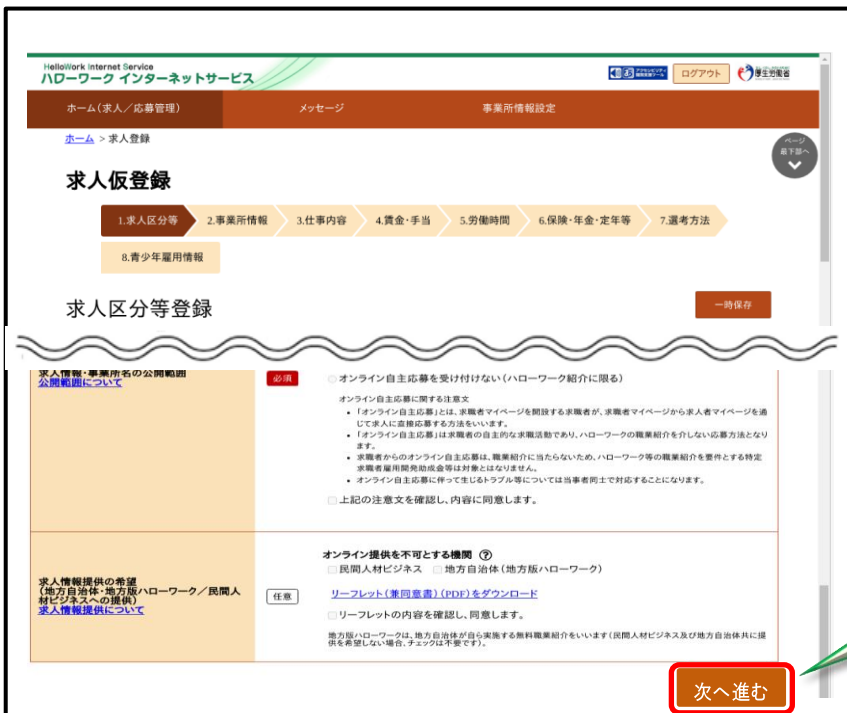 HelloWork Internet Service
ハローワーク インターネットサービス
ログアウト
厚生労働省
ホーム(求人／応募管理)
メッセージ
事業所情報設定
ホーム > 求人登録
ページ
最下部へ
求人仮登録
1.求人区分等
2.事業所情報
3.仕事内容
4.賃金・手当
5.労働時間
6.保険・年金・定年等
7.選考方法
8.青少年雇用情報
求人区分等登録
一時保存
求人情報・事業所名の公開範囲
公開範囲について
必須
オンライン自主応募を受け付けない(ハローワーク紹介に限る)
オンライン自主応募に関する注意文
• 「オンライン自主応募」とは、求職者マイページを開設する求職者が、求職者マイページから求人者マイページを通
じて求人に直接応募する方法をいいます。
• 「オンライン自主応募」は求職者の自主的な求職活動であり、ハローワークの職業紹介を介しない応募方法となり
ます。
• 求職者からのオンライン自主応募は、職業紹介に当たらないため、ハローワーク等の職業紹介を要件とする特定
求職者雇用開発助成金等は対象とはなりません。
• オンライン自主応募に伴って生じるトラブル等については当事者同士で対応することになります。
上記の注意文を確認し、内容に同意します。
求人情報提供の希望
(地方自治体・地方版ハローワーク／民間人
材ビジネスへの提供)
求人情報提供について
任意
オンライン提供を不可とする機関 ?
民間人材ビジネス 地方自治体(地方版ハローワーク)
リーフレット(兼同意書)(PDF)をダウンロード
リーフレットの内容を確認し、同意します。
地方版ハローワークは、地方自治体が自ら実施する無料職業紹介をいいます(民間人材ビジネス及び地方自治体共に提
供を希望しない場合、チェックは不要です)。
次へ進む